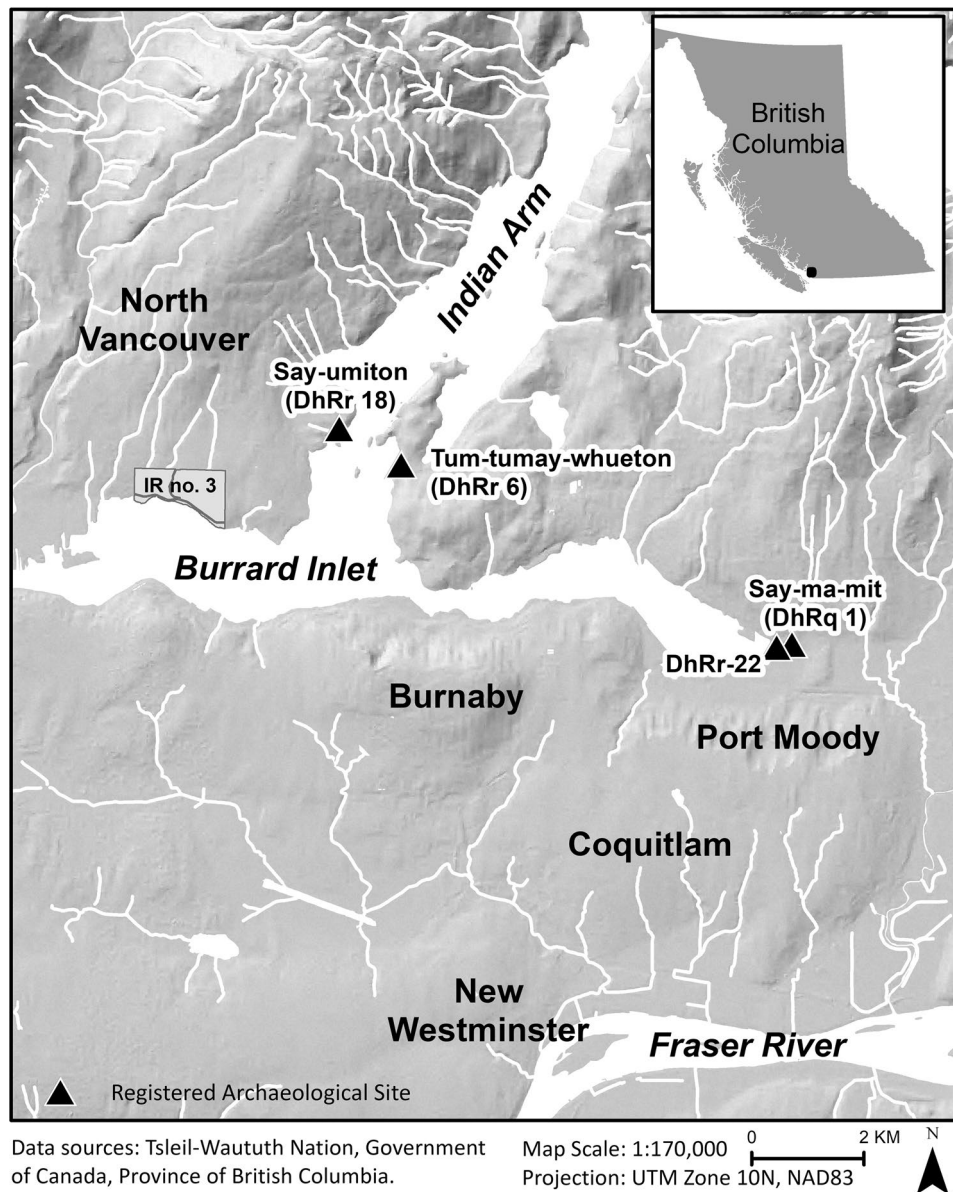 British
Columbia
Indian Arm
North
Vancouver
Say-umiton
(DhRr 18)
Tum-tumay-whueton
(DhRr 6)
IR no. 3
Burrard Inlet
Say-ma-mit
(DhRq 1)
DhRr-22
Burnaby
Port Moody
Coquitlam
New
Westminster
Fraser River
Registered Archaeological Site
Data sources: Tsleil-Waututh Nation, Government
of Canada, Province of British Columbia.
Map Scale: 1:170,000
Projection: UTM Zone 10N, NAD83
0 2 KM
N